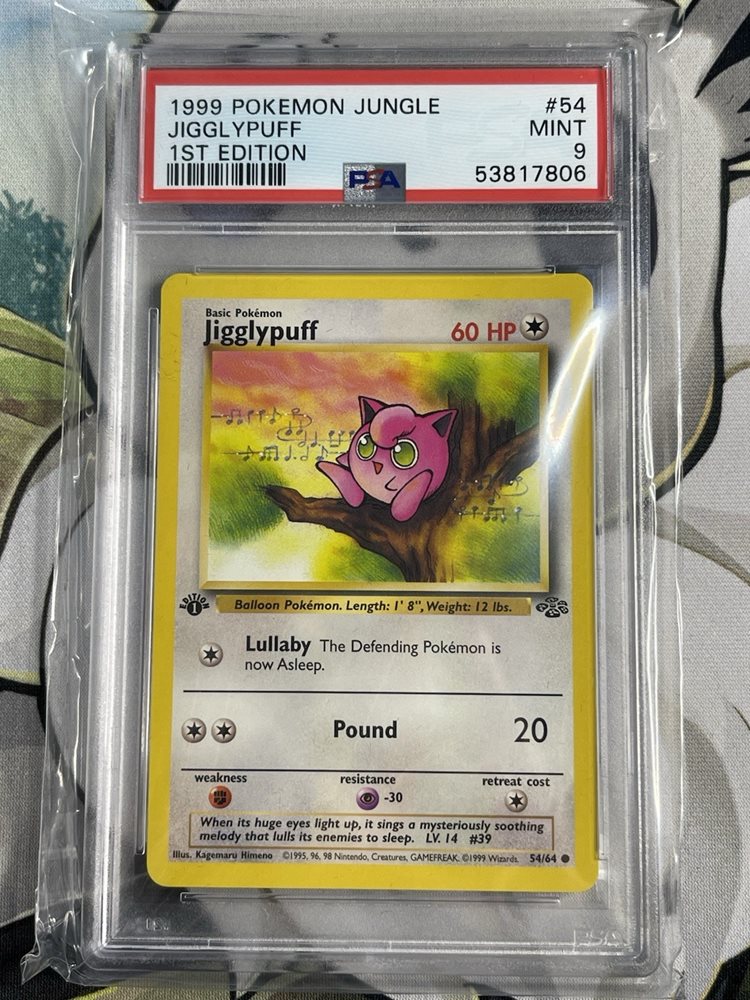 1999 POKEMON JUNGLE #54
JIGGLYPUFF MINT
1ST EDITION 9
PSA 53817806
Basic Pokémon
Jigglypuff 60 HP
EDITION
1
Balloon Pokémon. Length: 1' 8", Weight: 12 lbs.
Lullaby The Defending Pokémon is
now Asleep.
Pound 20
weakness resistance retreat cost
-30
When its huge eyes light up, it sings a mysteriously soothing
melody that lulls its enemies to sleep. LV. 14 #39
Illus. Kagemaru Himeno ©1995, 96, 98 Nintendo, Creatures, GAMEFREAK. ©1999 Wizards. 54/64
PSA